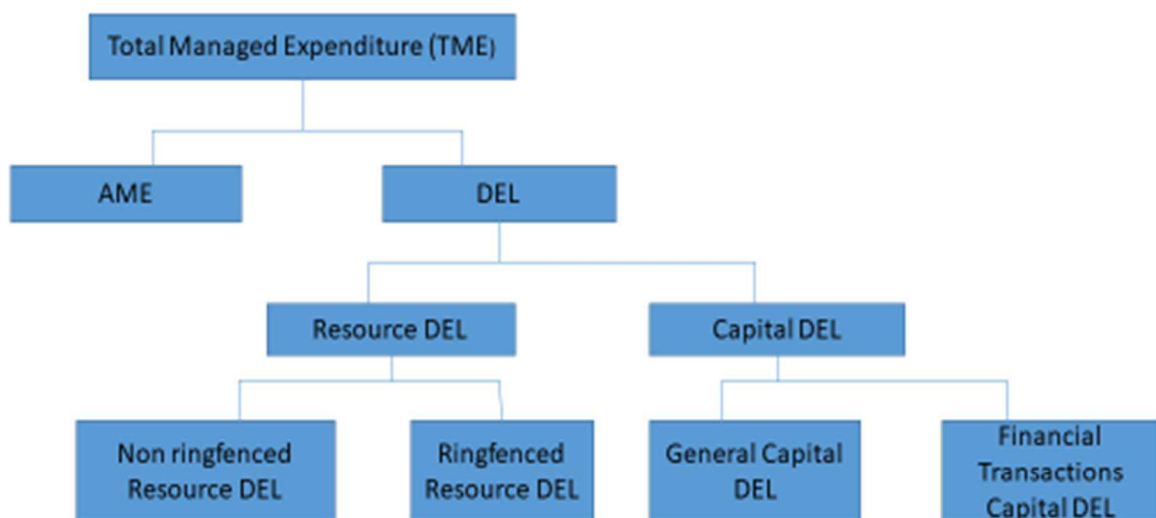 Total Managed Expenditure (TME)
AME
DEL
Resource DEL
Capital DEL
Non ringfenced
Resource DEL
Ringfenced
Resource DEL
General Capital
DEL
Financial
Transactions
Capital DEL